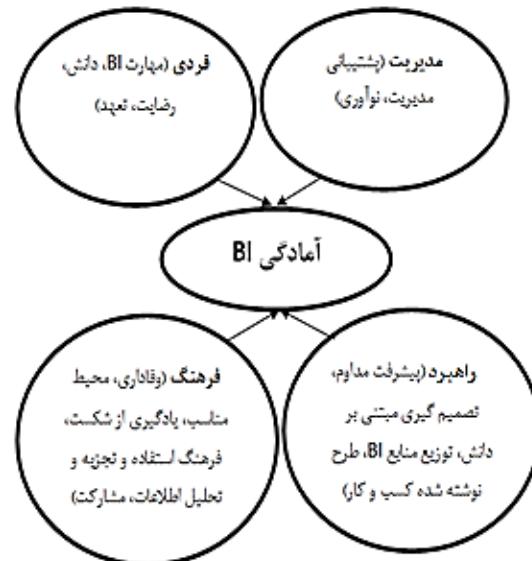 مدیریت (پشتیبانی
مدیریت، نوآوری)
فردی (مهارت BI، دانش،
رضایت، تعهد)
آمادگی BI
راهبرد (پیشرفت مداوم،
تصمیم گیری مبتنی بر
دانش، توزیع منابع BI، طرح
نوشته شده کسب و کار)
فرهنگ (وفاداری، محیط
مناسب، یادگیری از شکست،
فرهنگ استفاده و تجزیه و
تحلیل اطلاعات، مشارکت)